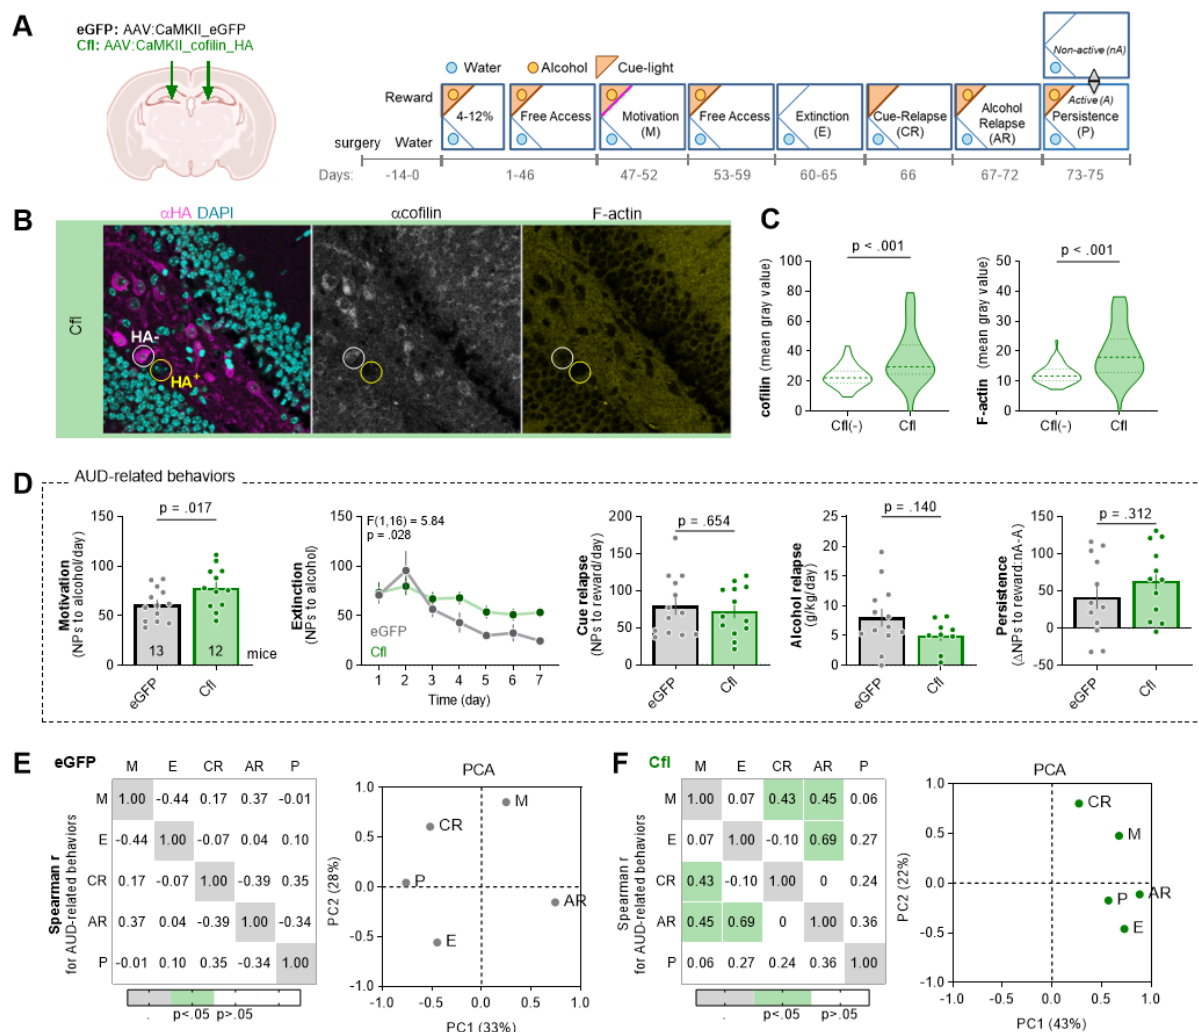 A
eGFP: AAV:CaMKII_eGFP
Cfl: AAV:CaMKII_cofilin_HA
Water Alcohol Cue-light
Non-active (nA)
Reward
4-12% Free Access Motivation (M) Free Access Extinction (E) Cue-Relapse (CR) Alcohol Relapse (AR) Active (A) Persistence (P)
surgery Water
Days: -14-0 1-46 47-52 53-59 60-65 66 67-72 73-75
B
αHA DAPI αcofilin F-actin
Cfl
HA-
HA+
C
p < .001
cofilin (mean gray value)
100
80
60
40
20
0
Cfl(-) Cfl
p < .001
F-actin (mean gray value)
50
40
30
20
10
0
Cfl(-) Cfl
D AUD-related behaviors
p = .017
Motivation
(NPs to alcohol/day)
150
100
50
0
13 12 mice
eGFP Cfl
F(1,16) = 5.84
p = .028
Extinction
(NPs to alcohol)
150
100
50
0
eGFP
Cfl
1 2 3 4 5 6 7
Time (day)
p = .654
Cue relapse
(NPs to reward/day)
200
150
100
50
0
eGFP Cfl
p = .140
Alcohol relapse
(g/kg/day)
25
20
15
10
5
0
eGFP Cfl
p = .312
Persistence
(ΔNPs to reward:nA-A)
150
100
50
0
-50
eGFP Cfl
E eGFP
M E CR AR P
M 1.00 -0.44 0.17 0.37 -0.01
E -0.44 1.00 -0.07 0.04 0.10
CR 0.17 -0.07 1.00 -0.39 0.35
AR 0.37 0.04 -0.39 1.00 -0.34
P -0.01 0.10 0.35 -0.34 1.00
Spearman r
for AUD-related behaviors
. p<.05 p>.05
PCA
PC2 (28%)
1.0
0.5
0.0
-0.5
-1.0
M
CR
P
AR
E
-1.0 -0.5 0.0 0.5 1.0
PC1 (33%)
F Cfl
M E CR AR P
M 1.00 0.07 0.43 0.45 0.06
E 0.07 1.00 -0.10 0.69 0.27
CR 0.43 -0.10 1.00 0 0.24
AR 0.45 0.69 0 1.00 0.36
P 0.06 0.27 0.24 0.36 1.00
Spearman r
for AUD-related behaviors
. p<.05 p>.05
PCA
PC2 (22%)
1.0
0.5
0.0
-0.5
-1.0
CR
M
AR
P
E
-1.0 -0.5 0.0 0.5 1.0
PC1 (43%)